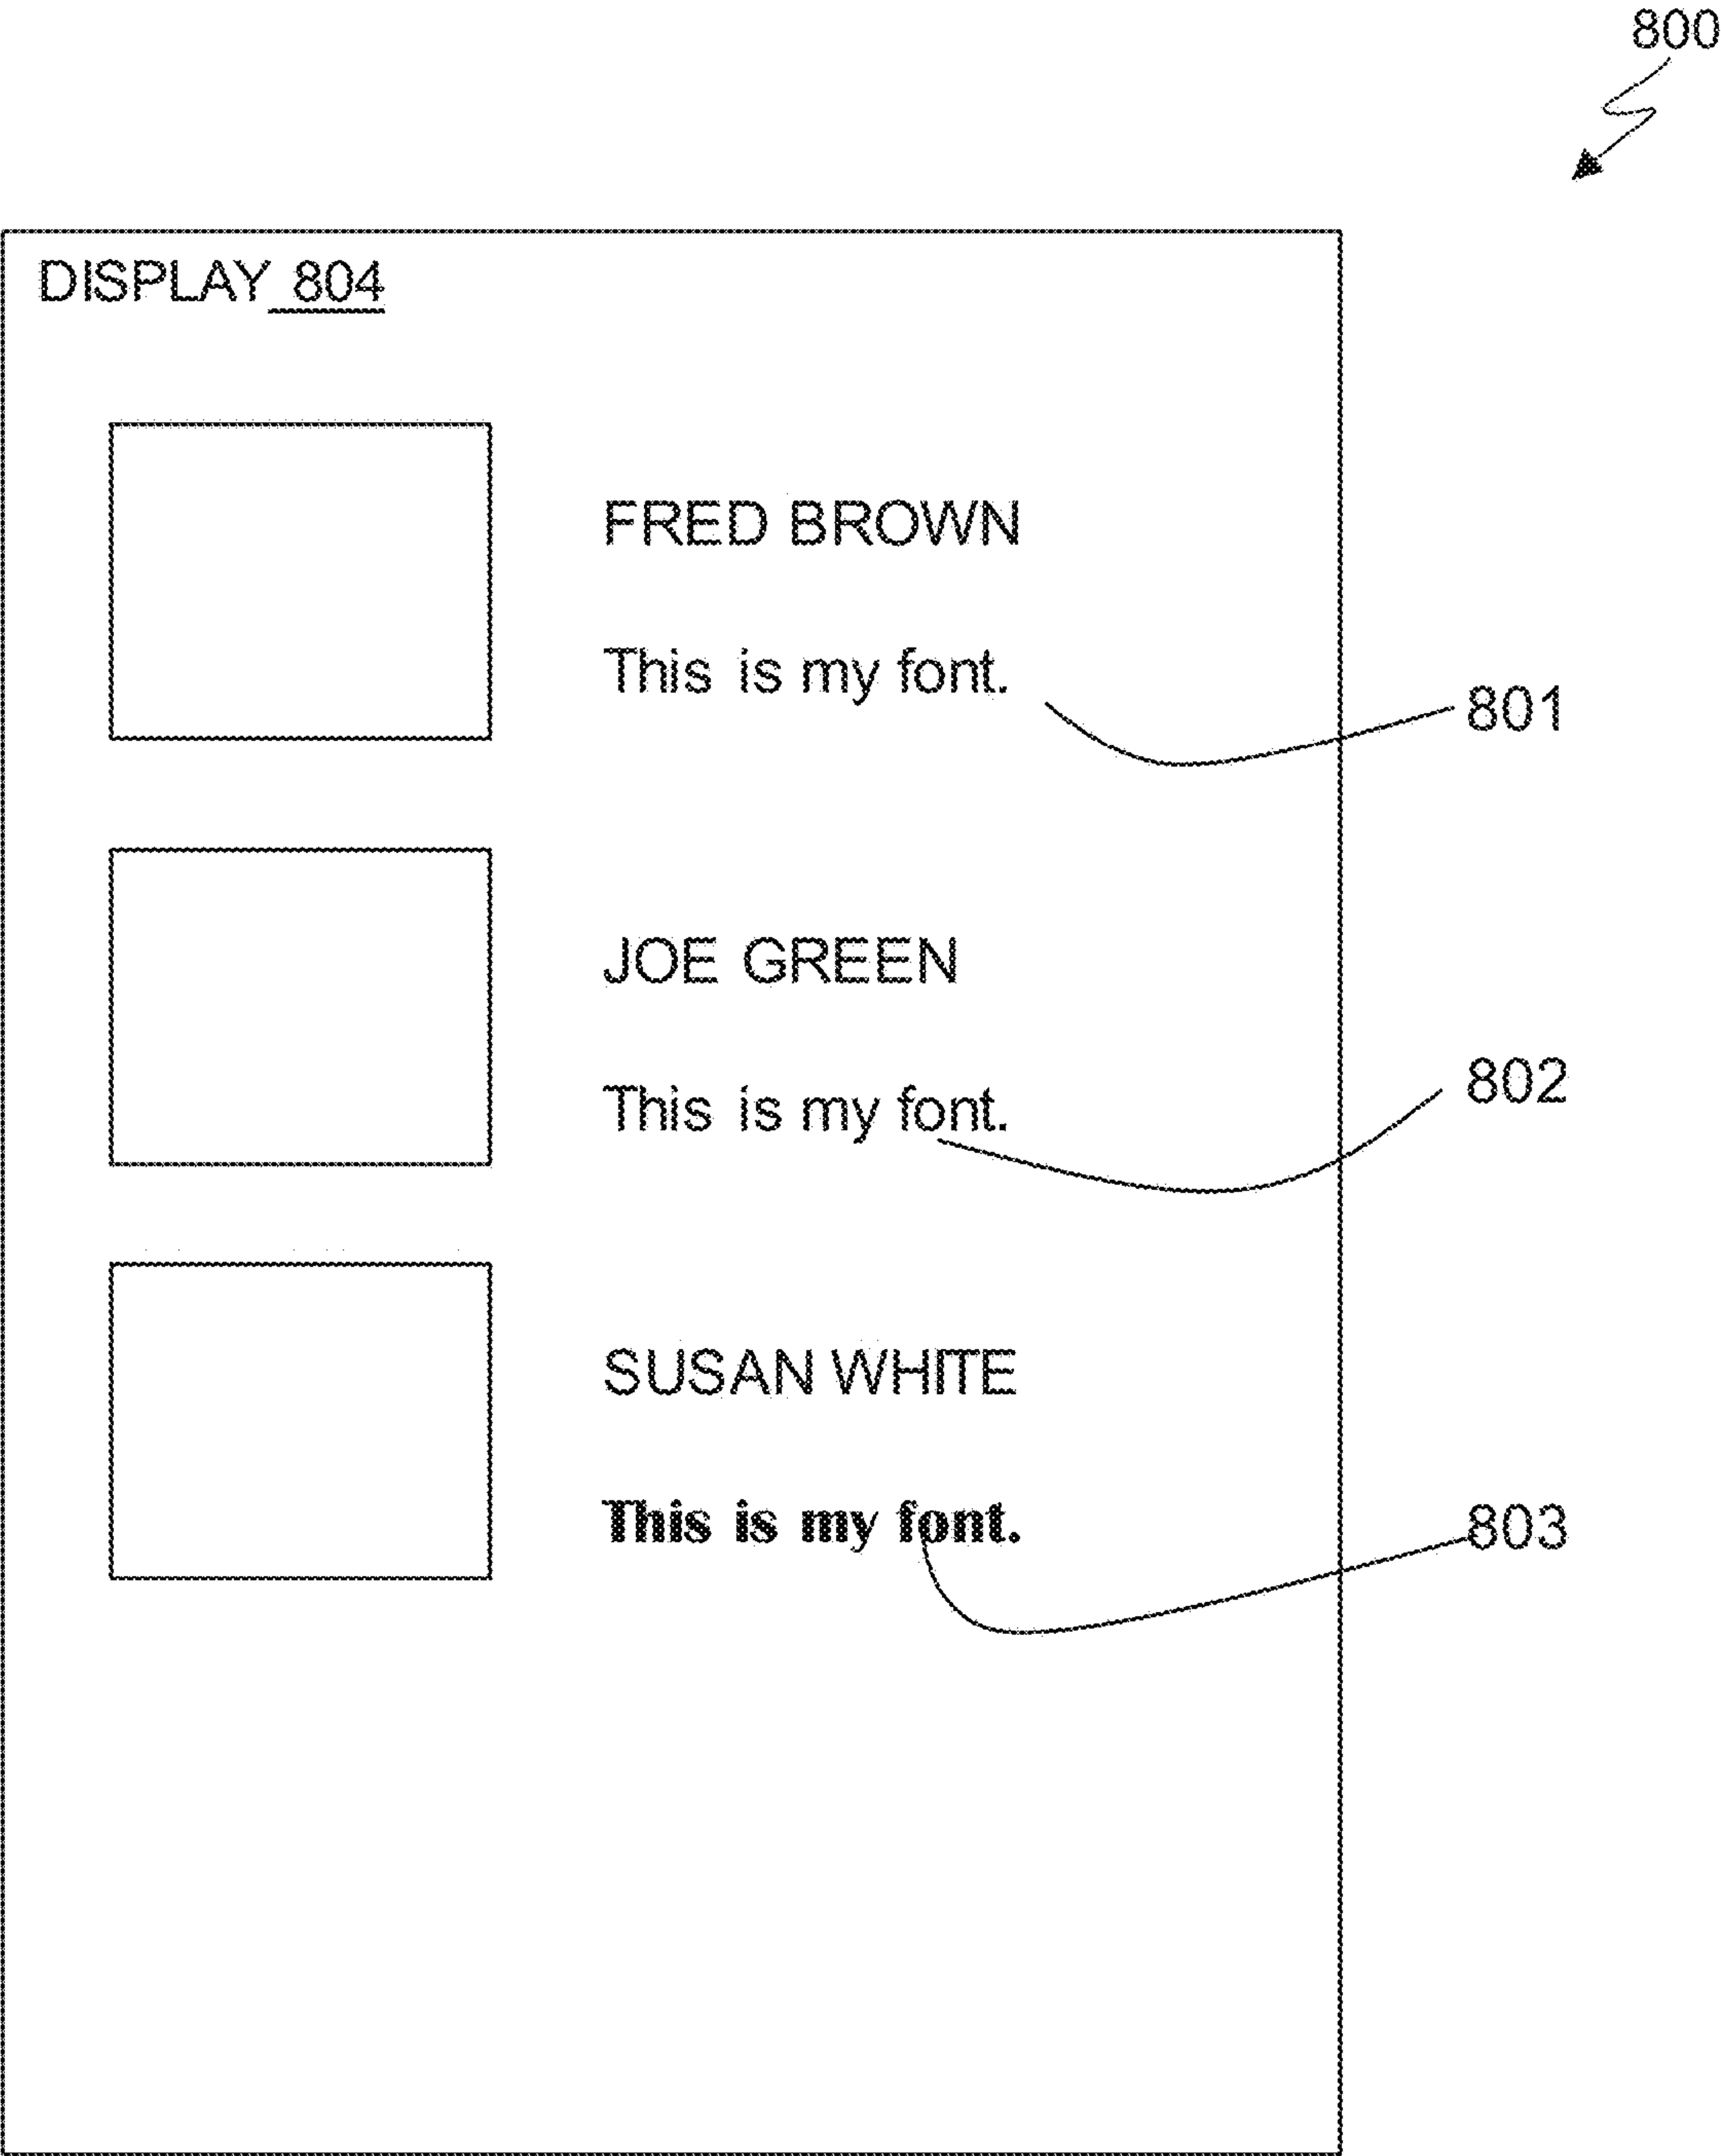 800
DISPLAY 804
FRED BROWN
This is my font.
801
JOE GREEN
This is my font.
802
SUSAN WHITE
This is my font.
803